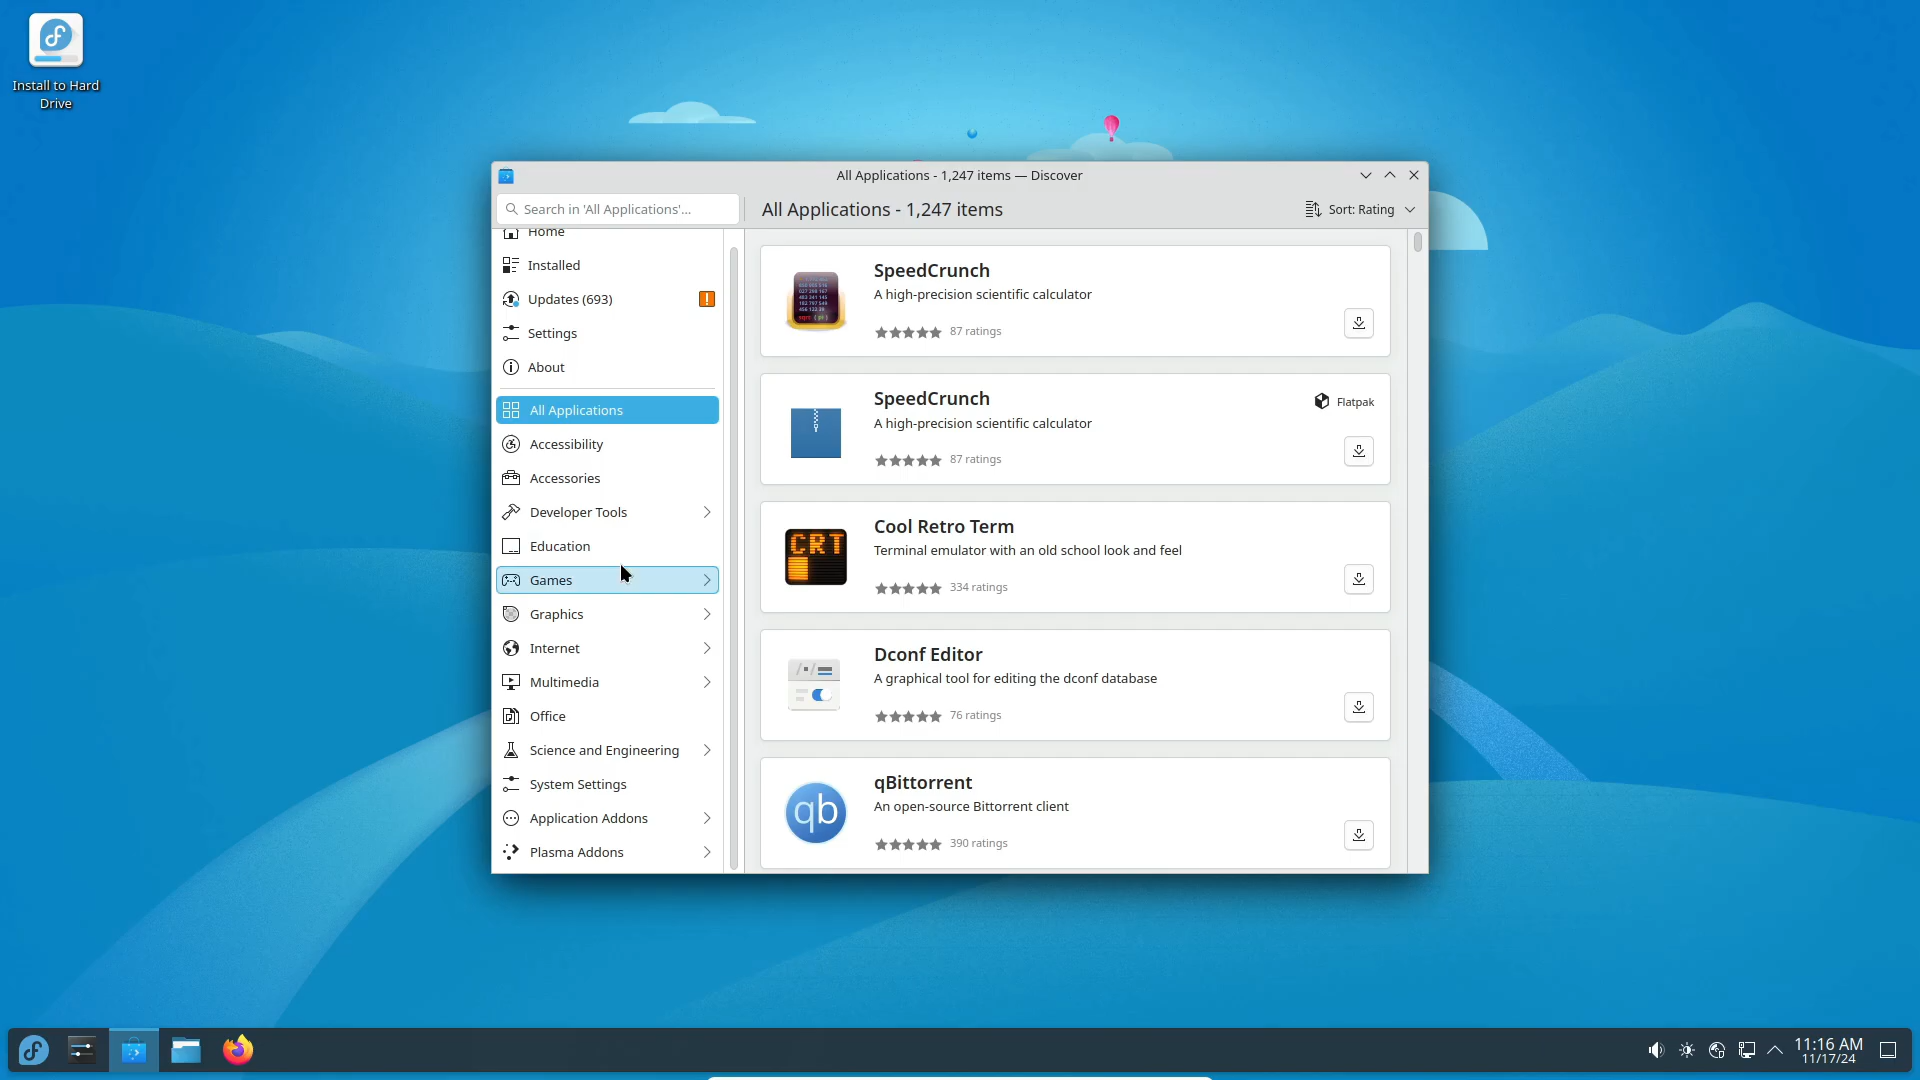 Install to Hard
Drive
All Applications - 1,247 items — Discover
Search in 'All Applications'...
All Applications - 1,247 items
Sort: Rating
Home
Installed
Updates (693)
Settings
About
All Applications
Accessibility
Accessories
Developer Tools
Education
Games
Graphics
Internet
Multimedia
Office
Science and Engineering
System Settings
Application Addons
Plasma Addons
SpeedCrunch
A high-precision scientific calculator
87 ratings
SpeedCrunch
Flatpak
A high-precision scientific calculator
87 ratings
CRT
Cool Retro Term
Terminal emulator with an old school look and feel
334 ratings
Dconf Editor
A graphical tool for editing the dconf database
76 ratings
qb
qBittorrent
An open-source Bittorrent client
390 ratings
11:16 AM
11/17/24